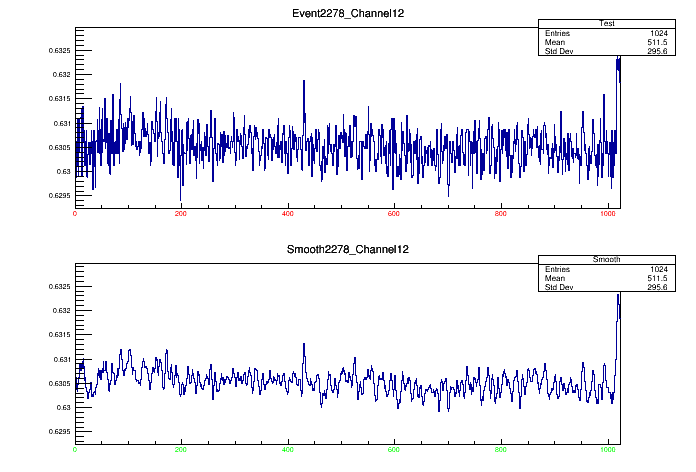 Event2278_Channel12
Test
Entries 1024
Mean 511.5
Std Dev 295.6
0.6325
0.632
0.6315
0.631
0.6305
0.63
0.6295
0 200 400 600 800 1000
Smooth2278_Channel12
Smooth
Entries 1024
Mean 511.5
Std Dev 295.6
0.6325
0.632
0.6315
0.631
0.6305
0.63
0.6295
0 200 400 600 800 1000